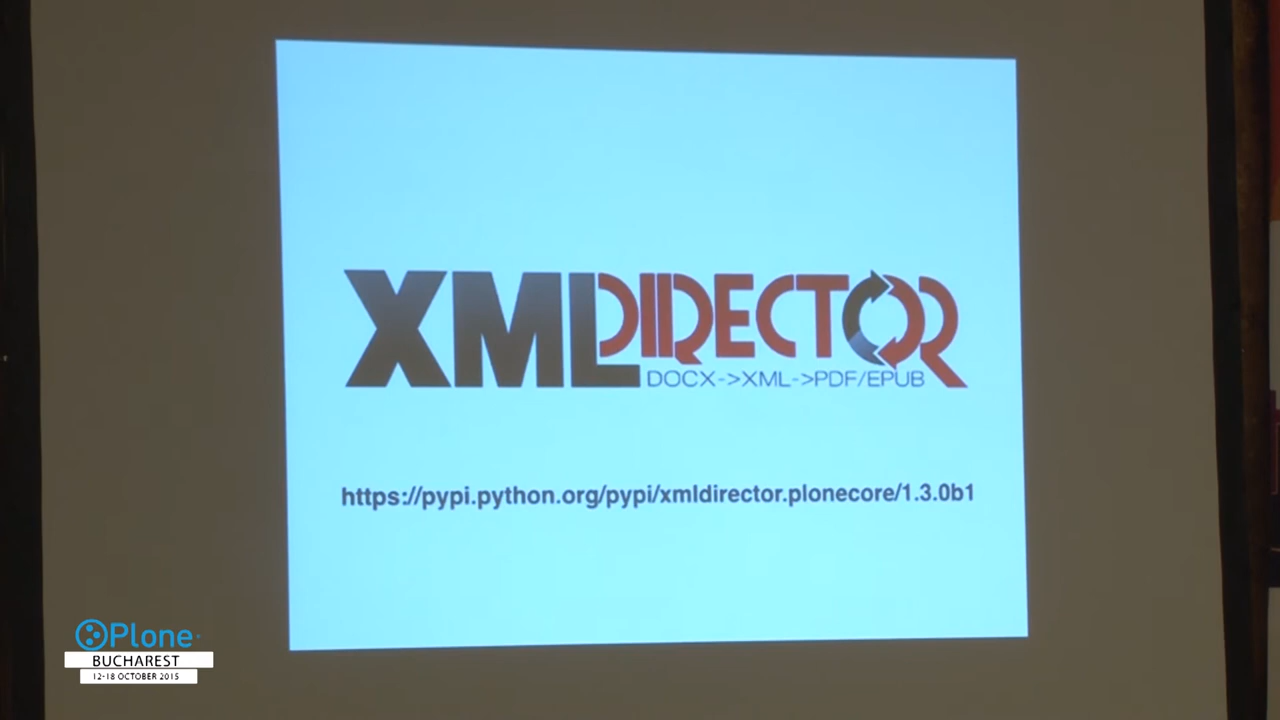 XMLDIRECTOR
DOCX->XML->PDF/EPUB
https://pypi.python.org/pypi/xmldirector.plonecore/1.3.0b1
Plone
BUCHAREST
12-18 OCTOBER 2015